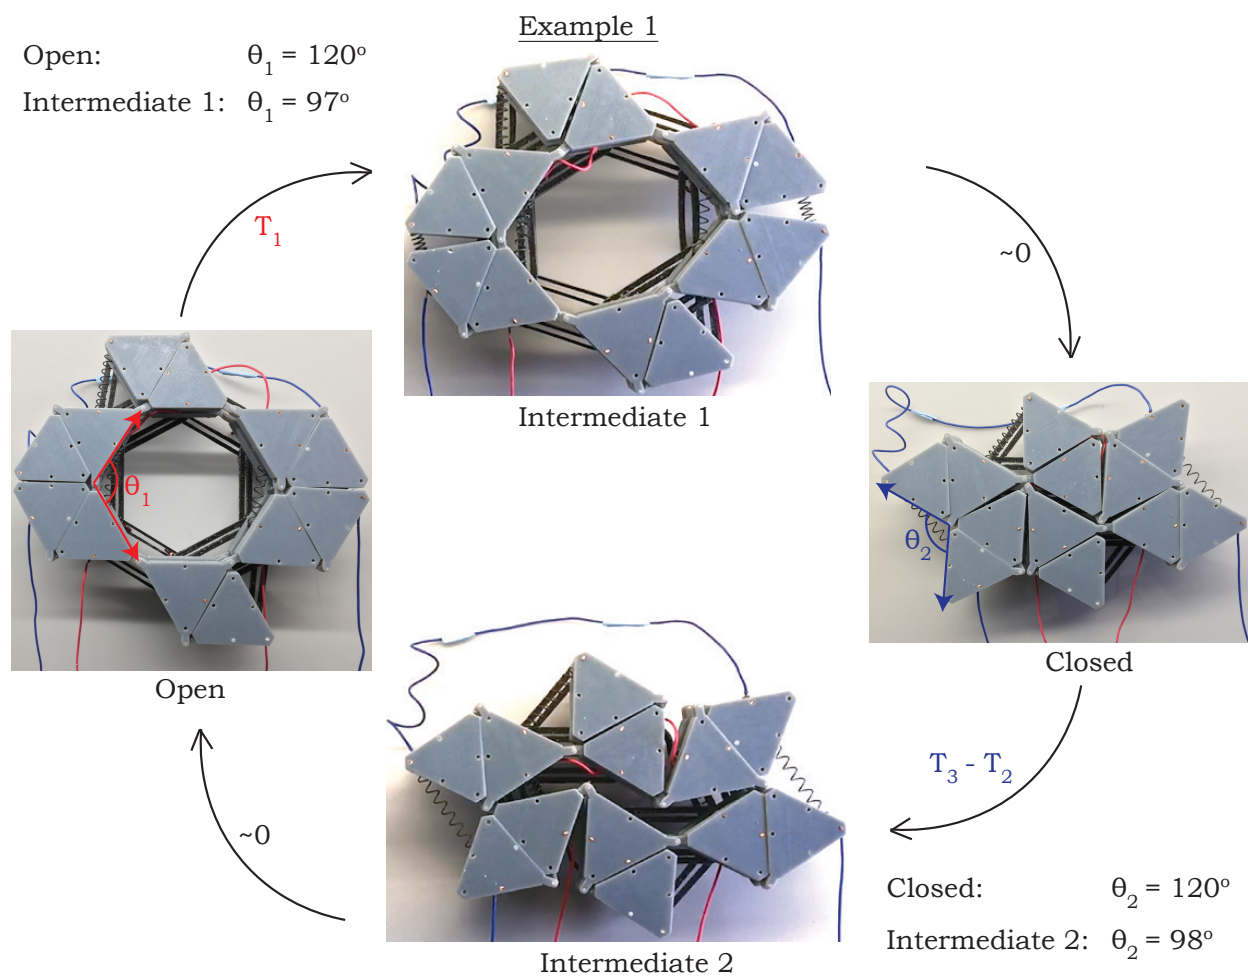 Example 1
Open: θ₁ = 120°
Intermediate 1: θ₁ = 97°
T₁
~0
Intermediate 1
θ₁
θ₂
Open
Closed
T₃ - T₂
~0
Closed: θ₂ = 120°
Intermediate 2: θ₂ = 98°
Intermediate 2